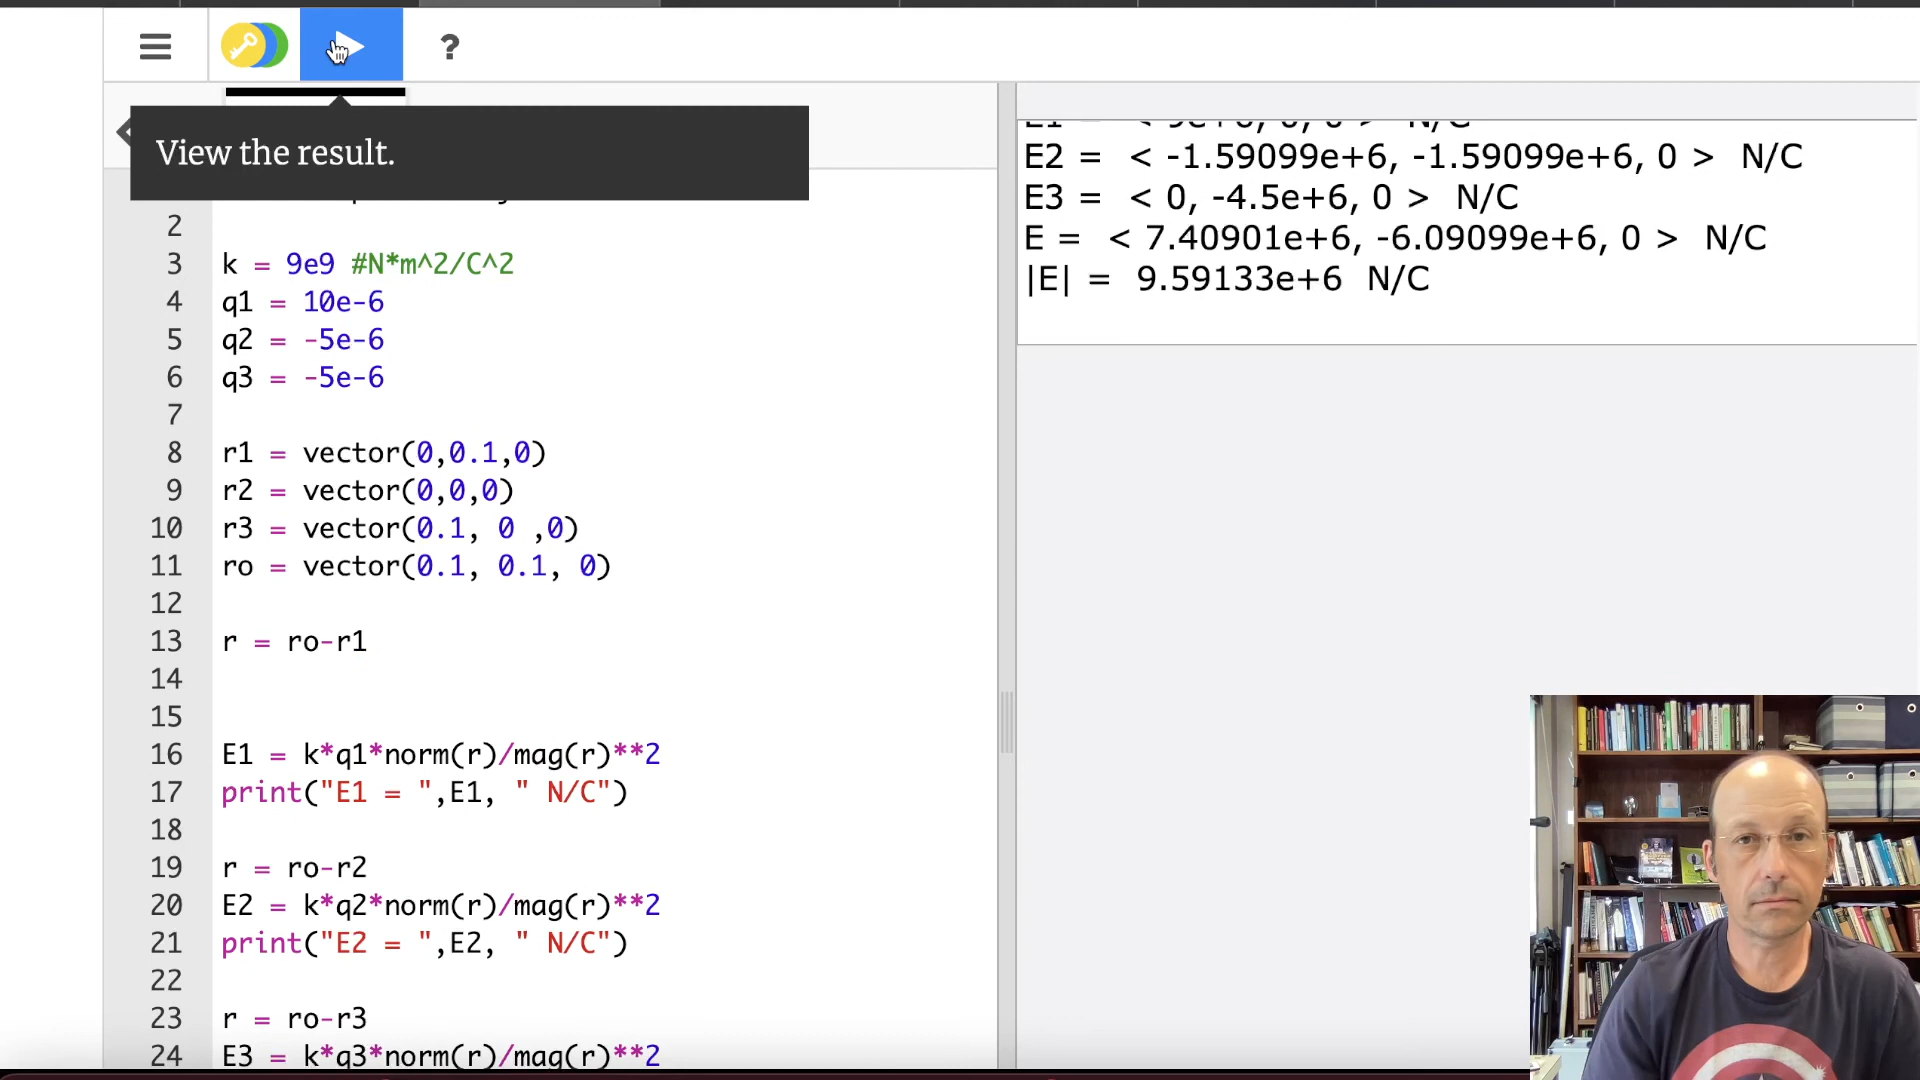 ?
View the result.
2
3 k = 9e9 #N*m^2/C^2
4 q1 = 10e-6
5 q2 = -5e-6
6 q3 = -5e-6
7
8 r1 = vector(0,0.1,0)
9 r2 = vector(0,0,0)
10 r3 = vector(0.1, 0 ,0)
11 ro = vector(0.1, 0.1, 0)
12
13 r = ro-r1
14
15
16 E1 = k*q1*norm(r)/mag(r)**2
17 print("E1 = ",E1, " N/C")
18
19 r = ro-r2
20 E2 = k*q2*norm(r)/mag(r)**2
21 print("E2 = ",E2, " N/C")
22
23 r = ro-r3
24 E3 = k*q3*norm(r)/mag(r)**2
E1 = < 9e+6, 0, 0 > N/C
E2 = < -1.59099e+6, -1.59099e+6, 0 > N/C
E3 = < 0, -4.5e+6, 0 > N/C
E = < 7.40901e+6, -6.09099e+6, 0 > N/C
|E| = 9.59133e+6 N/C